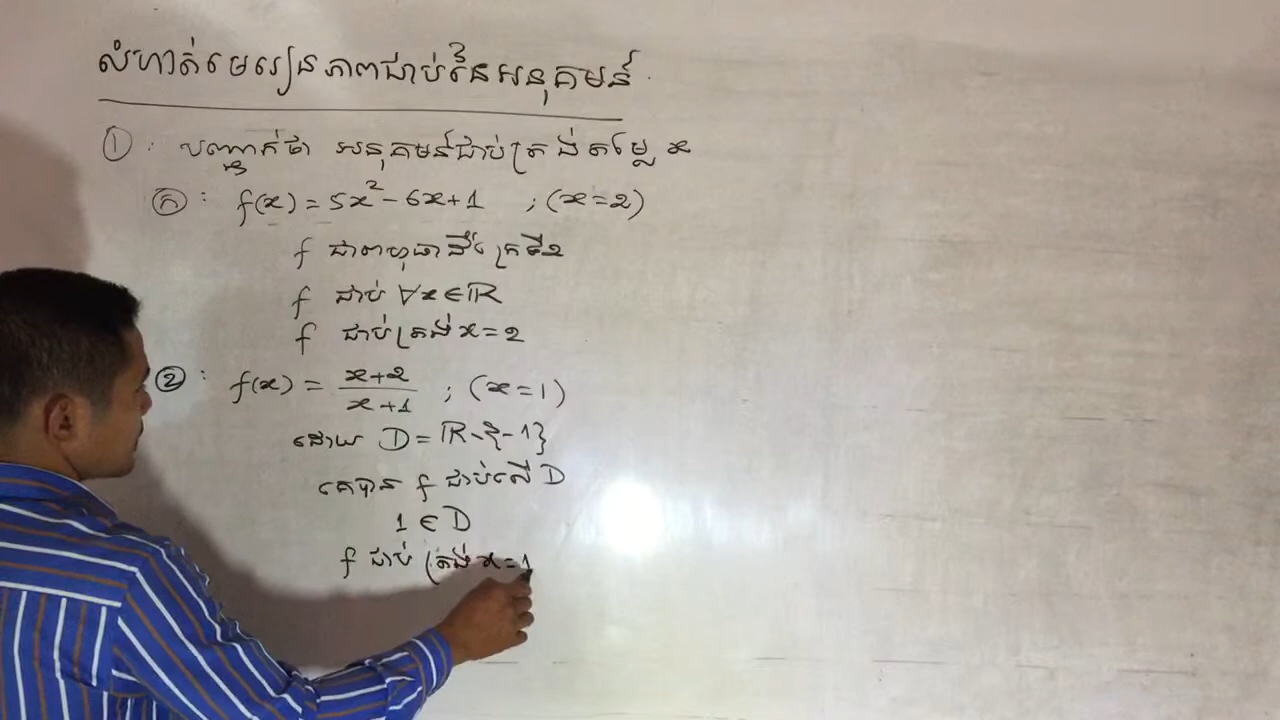 លំហាត់មេរៀនភាពជាប់នៃអនុគមន៍
① : បញ្ជាក់ថា អនុគមន៍ជាប់ត្រង់តម្លៃ x
ⓚ : f(x) = 5x² - 6x + 1 ; (x = 2)
f ជាពហុធាដឺក្រេទី2
f ជាប់ ∀x ∈ ℝ
f ជាប់ត្រង់ x = 2
② : f(x) = (x+2)/(x+1) ; (x = 1)
ដោយ D = ℝ - {-1}
គេបាន f ជាប់លើ D
1 ∈ D
f ជាប់ ត្រង់ x = 1